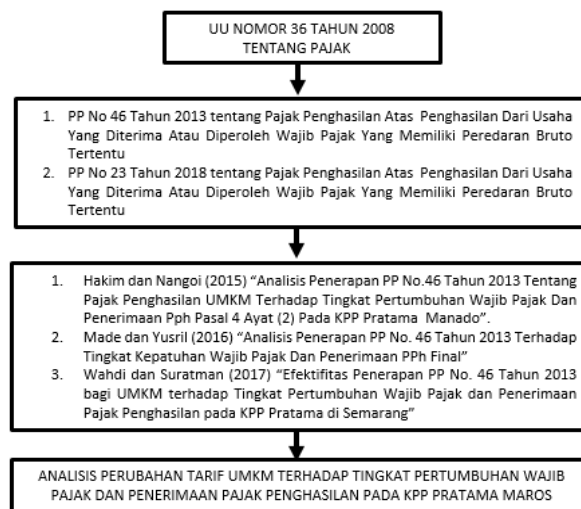 UU NOMOR 36 TAHUN 2008
TENTANG PAJAK
1. PP No 46 Tahun 2013 tentang Pajak Penghasilan Atas Penghasilan Dari Usaha
Yang Diterima Atau Diperoleh Wajib Pajak Yang Memiliki Peredaran Bruto
Tertentu
2. PP No 23 Tahun 2018 tentang Pajak Penghasilan Atas Penghasilan Dari Usaha
Yang Diterima Atau Diperoleh Wajib Pajak Yang Memiliki Peredaran Bruto
Tertentu
1. Hakim dan Nangoi (2015) “Analisis Penerapan PP No.46 Tahun 2013 Tentang
Pajak Penghasilan UMKM Terhadap Tingkat Pertumbuhan Wajib Pajak Dan
Penerimaan Pph Pasal 4 Ayat (2) Pada KPP Pratama Manado”.
2. Made dan Yusril (2016) “Analisis Penerapan PP No. 46 Tahun 2013 Terhadap
Tingkat Kepatuhan Wajib Pajak Dan Penerimaan PPh Final”
3. Wahdi dan Suratman (2017) “Efektifitas Penerapan PP No. 46 Tahun 2013
bagi UMKM terhadap Tingkat Pertumbuhan Wajib Pajak dan Penerimaan
Pajak Penghasilan pada KPP Pratama di Semarang”
ANALISIS PERUBAHAN TARIF UMKM TERHADAP TINGKAT PERTUMBUHAN WAJIB
PAJAK DAN PENERIMAAN PAJAK PENGHASILAN PADA KPP PRATAMA MAROS